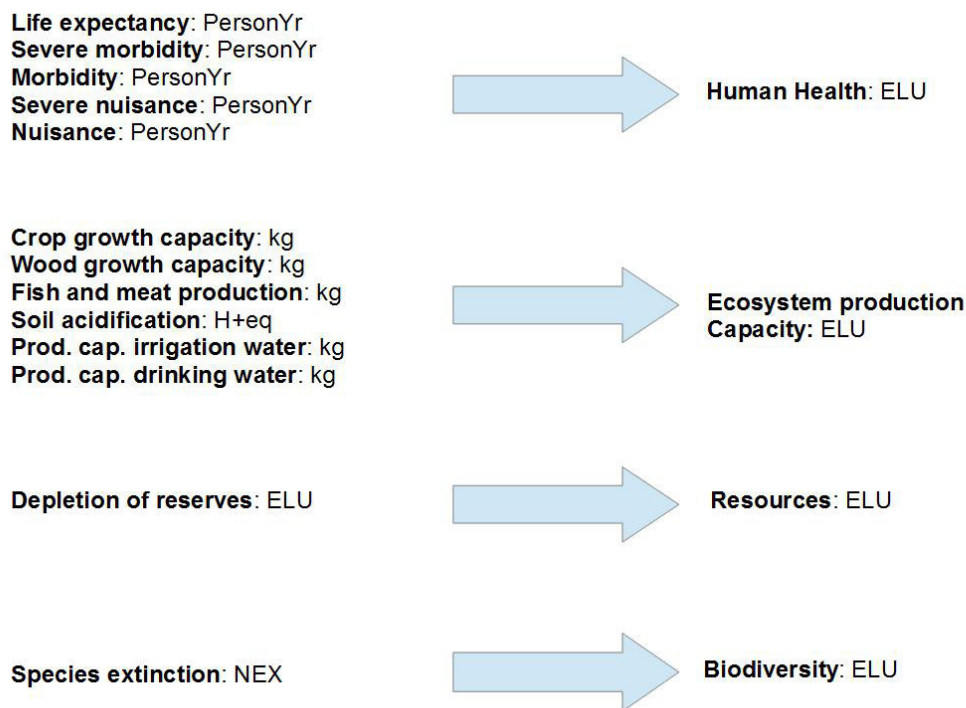 Life expectancy: PersonYr
Severe morbidity: PersonYr
Morbidity: PersonYr
Severe nuisance: PersonYr
Nuisance: PersonYr
Human Health: ELU
Crop growth capacity: kg
Wood growth capacity: kg
Fish and meat production: kg
Soil acidification: H+eq
Prod. cap. irrigation water: kg
Prod. cap. drinking water: kg
Ecosystem production
Capacity: ELU
Depletion of reserves: ELU
Resources: ELU
Species extinction: NEX
Biodiversity: ELU